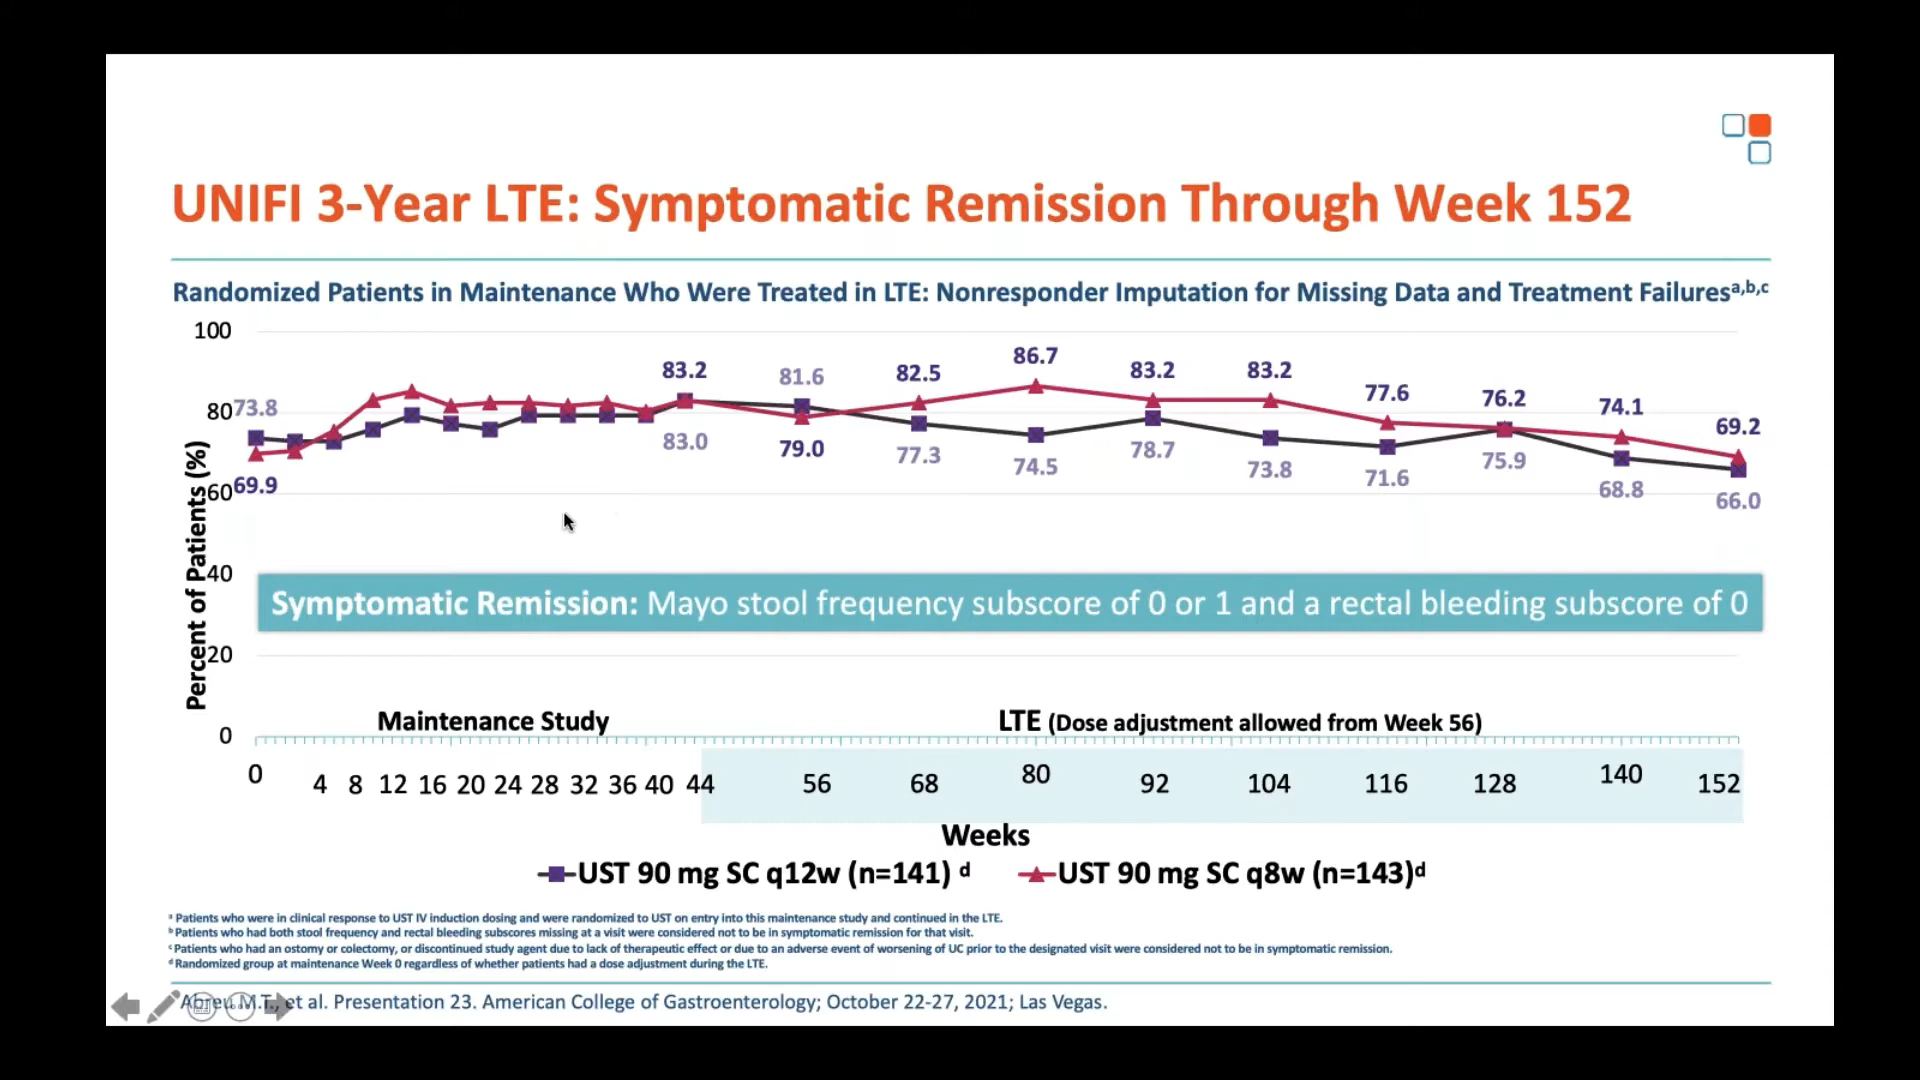 UNIFI 3-Year LTE: Symptomatic Remission Through Week 152
Randomized Patients in Maintenance Who Were Treated in LTE: Nonresponder Imputation for Missing Data and Treatment Failuresᵃ,ᵇ,ᶜ
Percent of Patients (%)
100
80
60
40
20
0
73.8
69.9
83.2
83.0
81.6
79.0
82.5
77.3
86.7
74.5
83.2
78.7
83.2
73.8
77.6
71.6
76.2
75.9
74.1
68.8
69.2
66.0
Symptomatic Remission: Mayo stool frequency subscore of 0 or 1 and a rectal bleeding subscore of 0
Maintenance Study
LTE (Dose adjustment allowed from Week 56)
0 4 8 12 16 20 24 28 32 36 40 44 56 68 80 92 104 116 128 140 152
Weeks
UST 90 mg SC q12w (n=141) ᵈ
UST 90 mg SC q8w (n=143)ᵈ
ᵃ Patients who were in clinical response to UST IV induction dosing and were randomized to UST on entry into this maintenance study and continued in the LTE.
ᵇ Patients who had both stool frequency and rectal bleeding subscores missing at a visit were considered not to be in symptomatic remission for that visit.
ᶜ Patients who had an ostomy or colectomy, or discontinued study agent due to lack of therapeutic effect or due to an adverse event of worsening of UC prior to the designated visit were considered not to be in symptomatic remission.
ᵈ Randomized group at maintenance Week 0 regardless of whether patients had a dose adjustment during the LTE.
Abreu M.T., et al. Presentation 23. American College of Gastroenterology; October 22-27, 2021; Las Vegas.